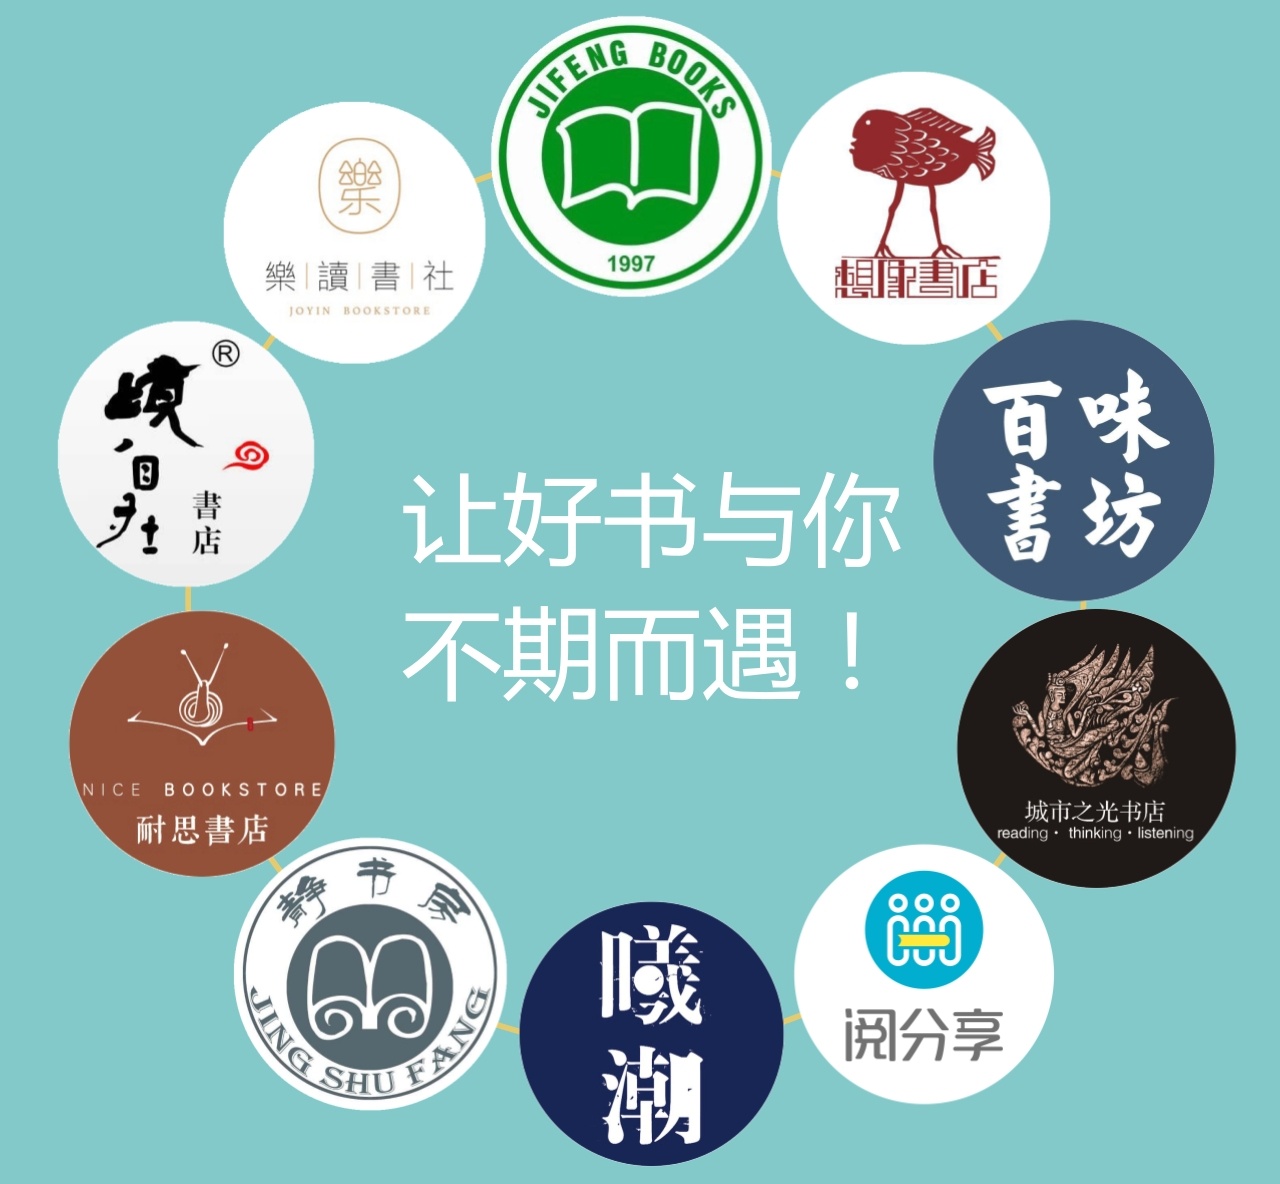 JIFENG BOOKS
1997
樂
樂|讀|書|社
JOYIN BOOKSTORE
想像書店
®
書店
百味
書坊
让好书与你
不期而遇！
NICE BOOKSTORE
耐思書店
城市之光书店
reading · thinking · listening
静书房
JING SHU FANG
曦潮
阅分享